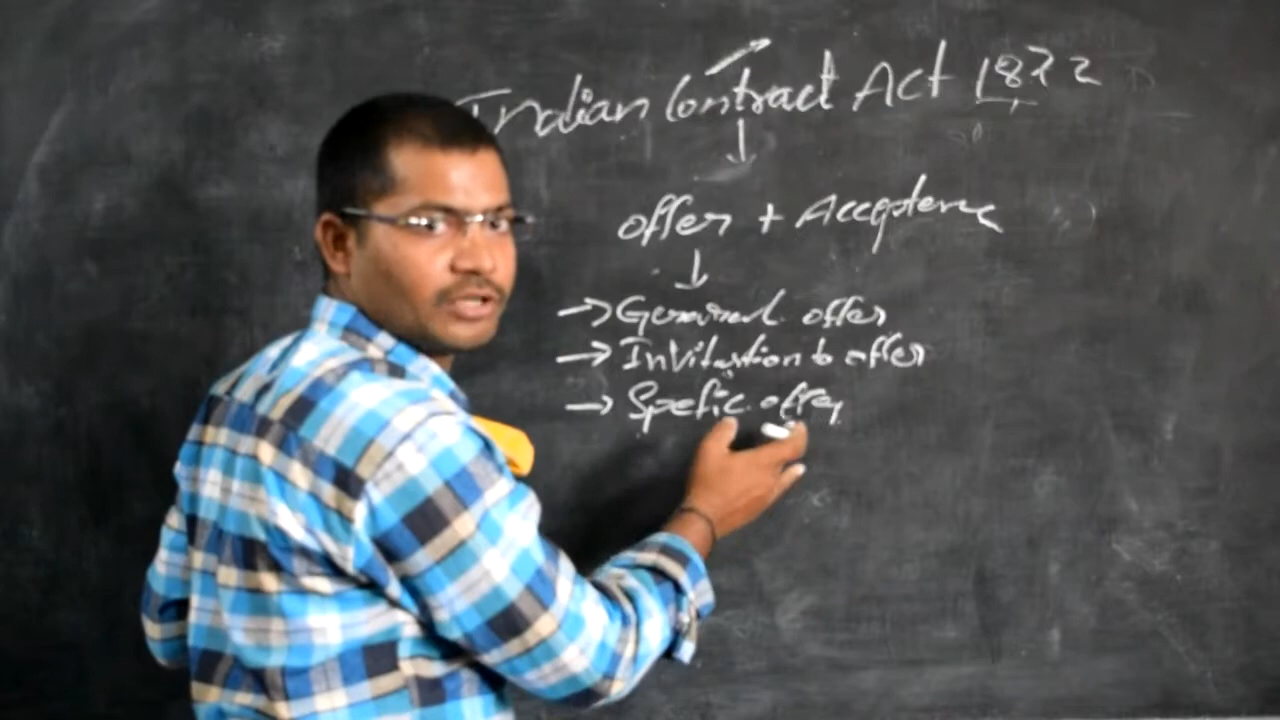 Indian Contract Act 1872
offer + Acceptence
→ General offer
→ Invitation to offer
→ Spefic offer